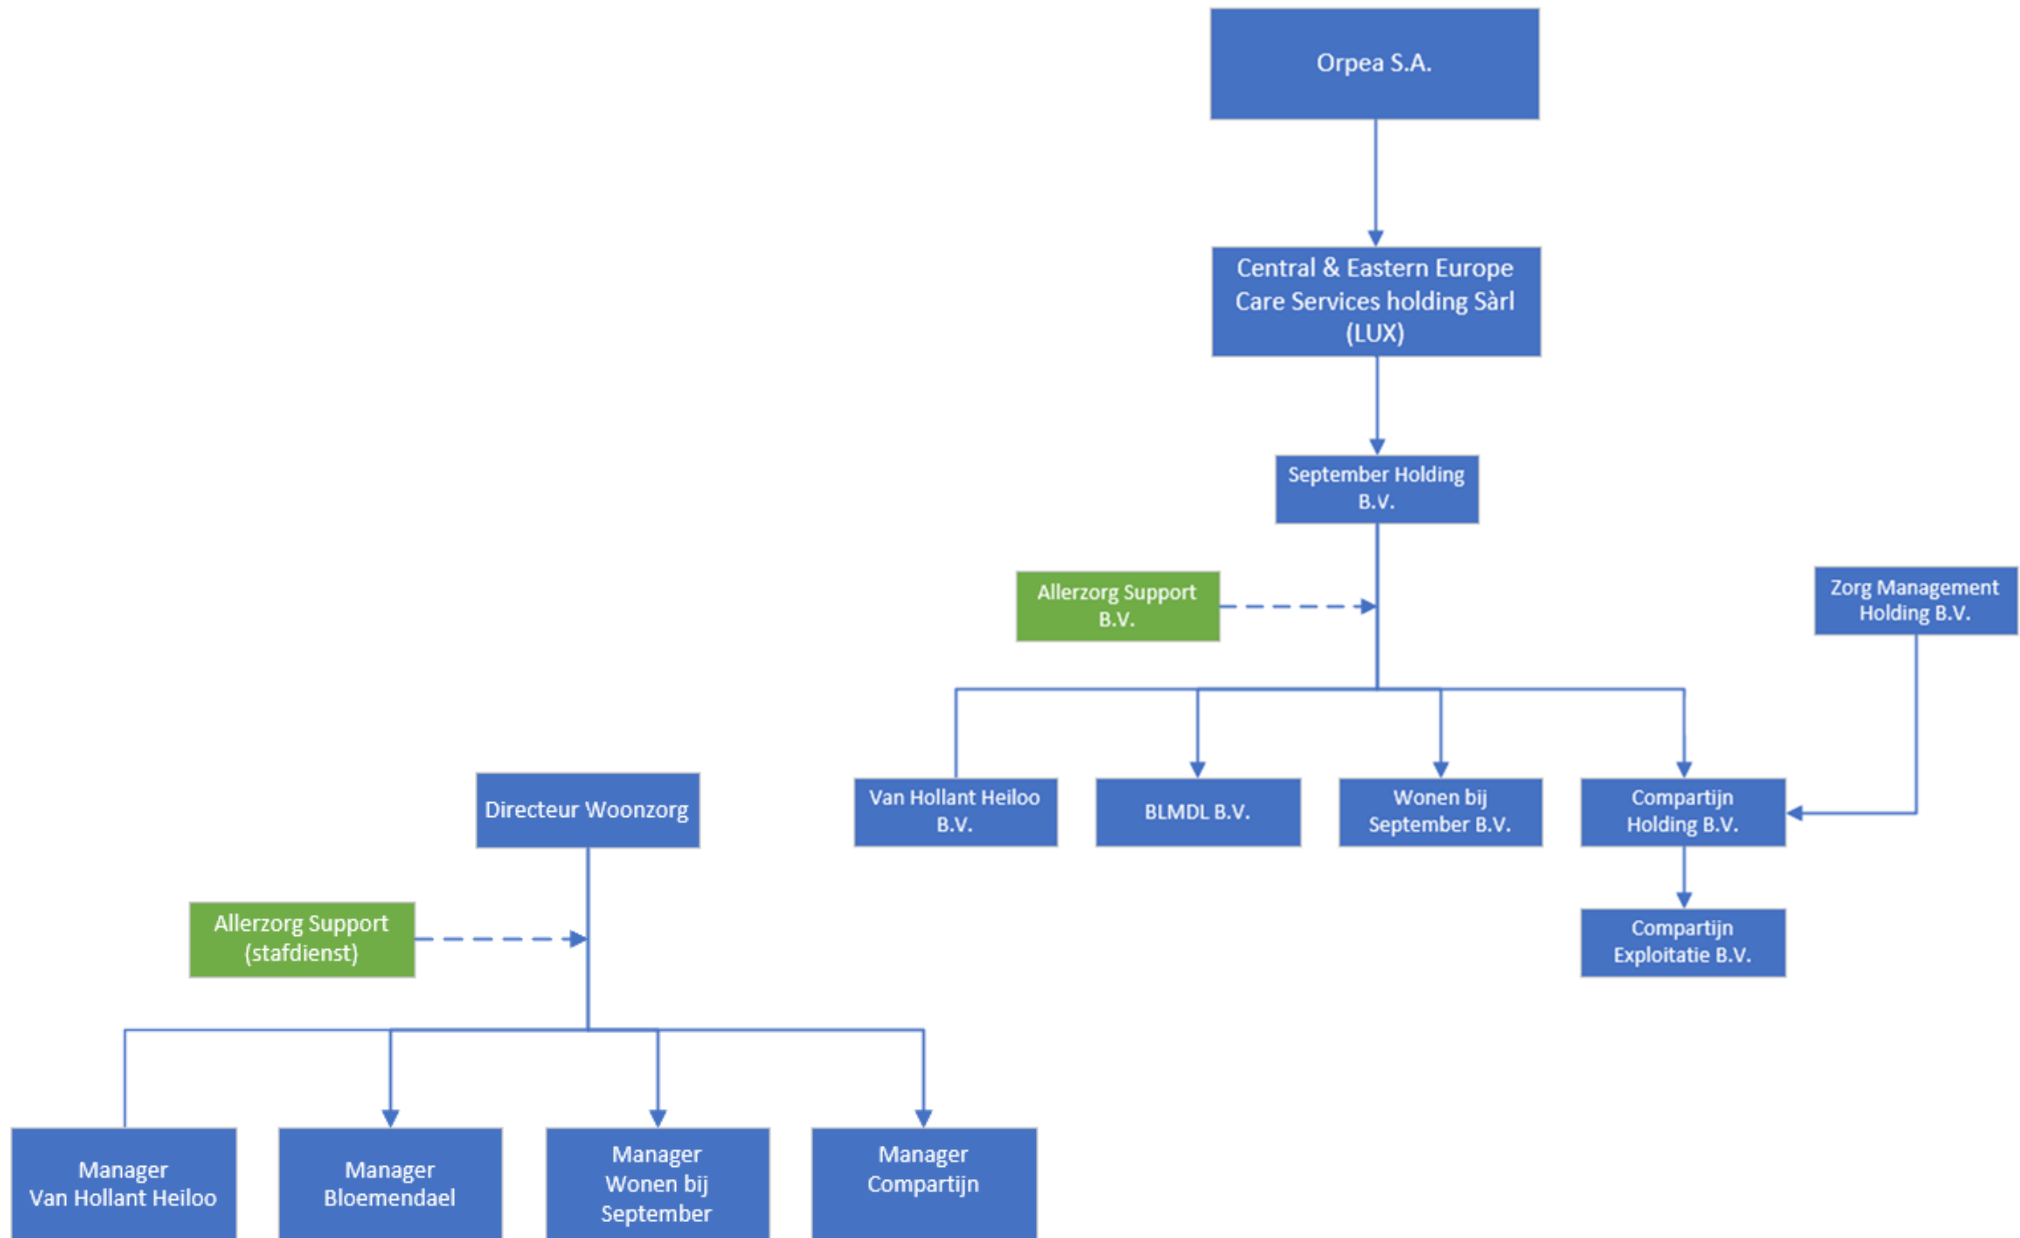 Orpea S.A.
Central & Eastern Europe
Care Services holding Sàrl
(LUX)
September Holding
B.V.
Allerzorg Support
B.V.
Zorg Management
Holding B.V.
Van Hollant Heiloo
B.V.
BLMDL B.V.
Wonen bij
September B.V.
Compartijn
Holding B.V.
Compartijn
Exploitatie B.V.
Directeur Woonzorg
Allerzorg Support
(stafdienst)
Manager
Van Hollant Heiloo
Manager
Bloemendael
Manager
Wonen bij
September
Manager
Compartijn